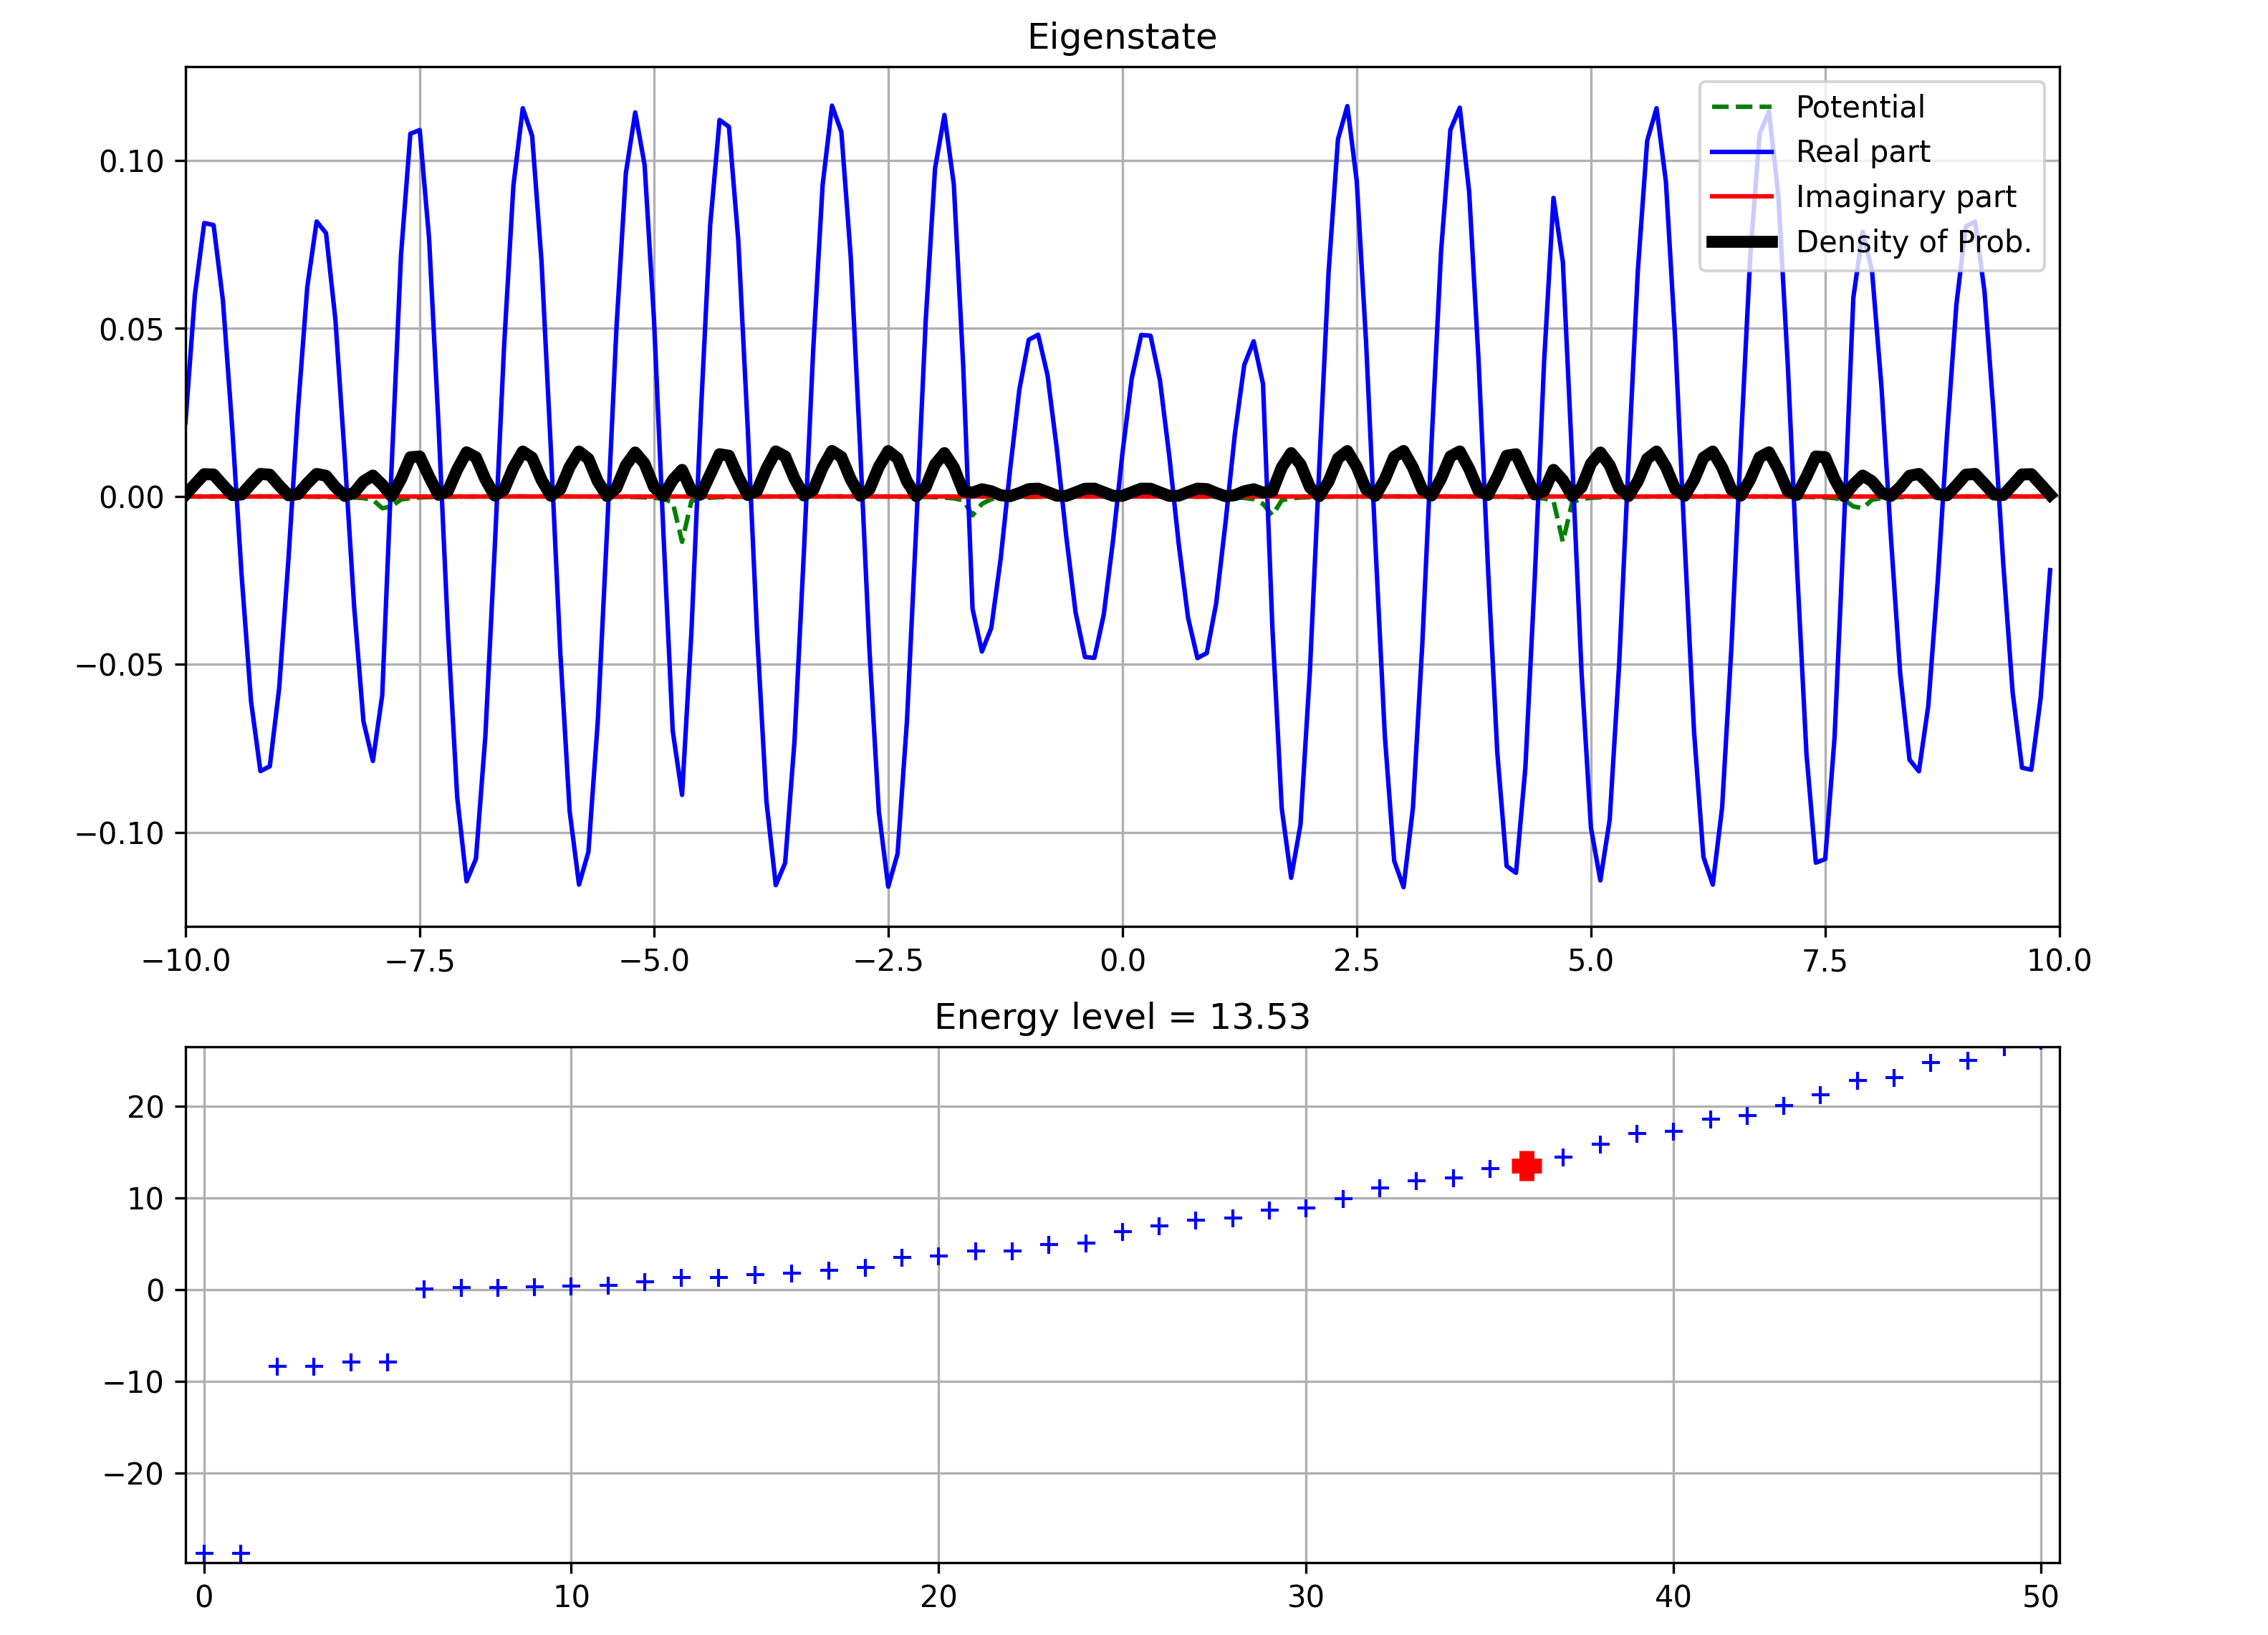 Eigenstate
Potential
Real part
Imaginary part
Density of Prob.
0.10
0.05
0.00
−0.05
−0.10
−10.0 −7.5 −5.0 −2.5 0.0 2.5 5.0 7.5 10.0
Energy level = 13.53
20
10
0
−10
−20
0 10 20 30 40 50